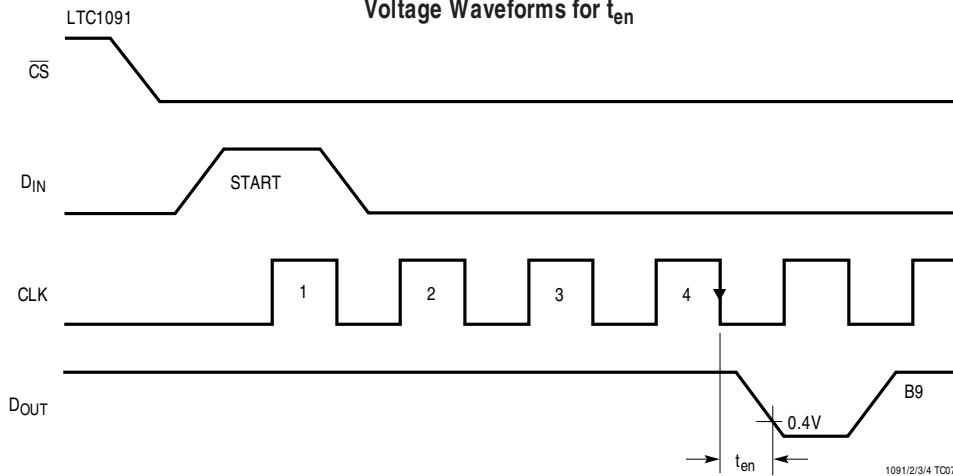 Voltage Waveforms for ten
LTC1091
CS
DIN
START
CLK
1
2
3
4
DOUT
B9
0.4V
ten
1091/2/3/4 TC07